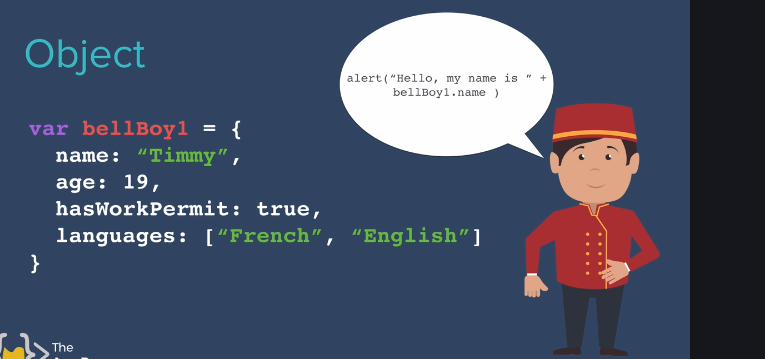 Object
alert(“Hello, my name is ” +
bellBoy1.name )
var bellBoy1 = {
name: “Timmy”,
age: 19,
hasWorkPermit: true,
languages: [“French”, “English”]
}
The